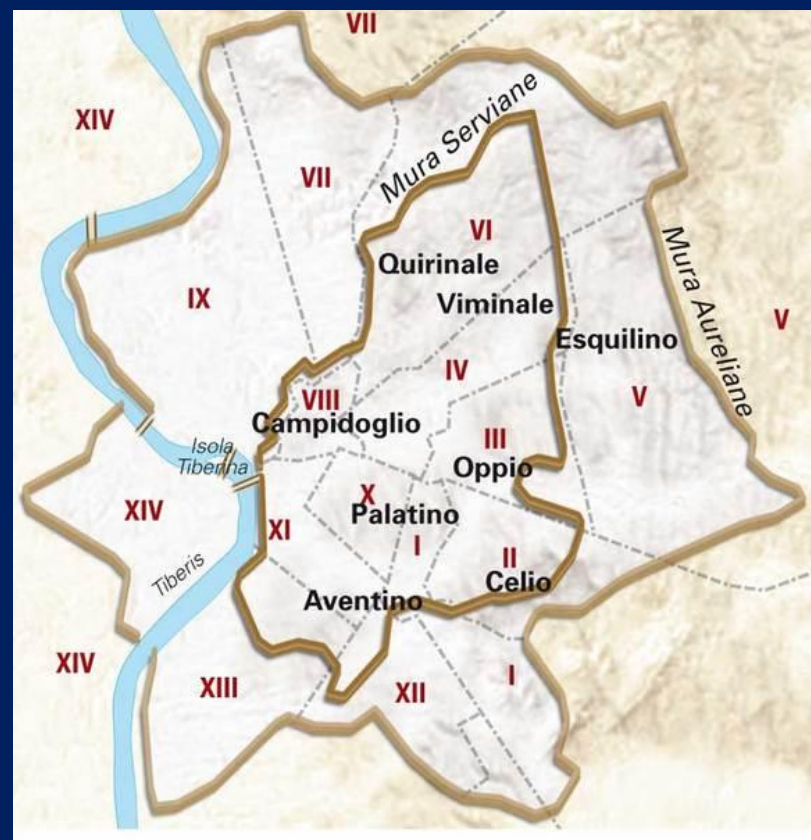 VII
XIV
Mura Serviane
VII
VI
Quirinale
Mura Aureliane
IX
Viminale
V
Esquilino
IV
VIII
V
Campidoglio
III
Isola
Tiberina
Oppio
X
XIV
Palatino
XI
I
II
Tiberis
Celio
Aventino
XIV
XIII
XII
I